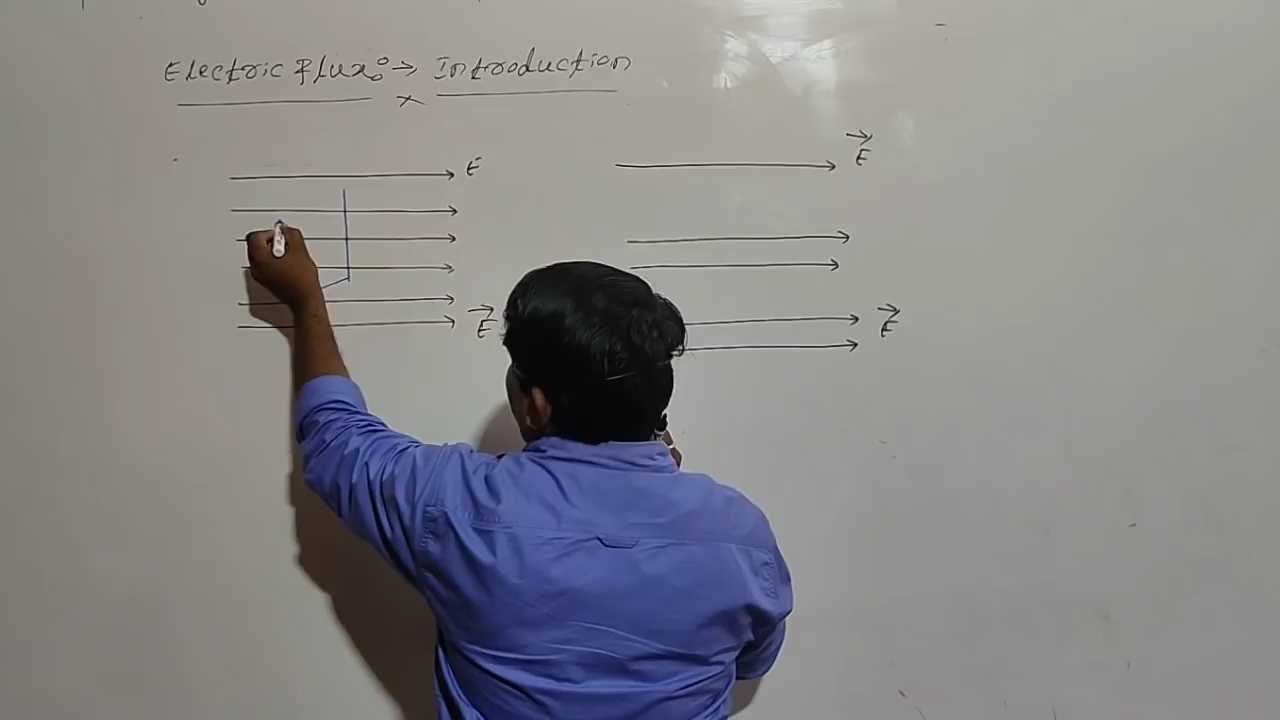 Electric Flux:→ Introduction
×
E
E⃗
E⃗
E⃗